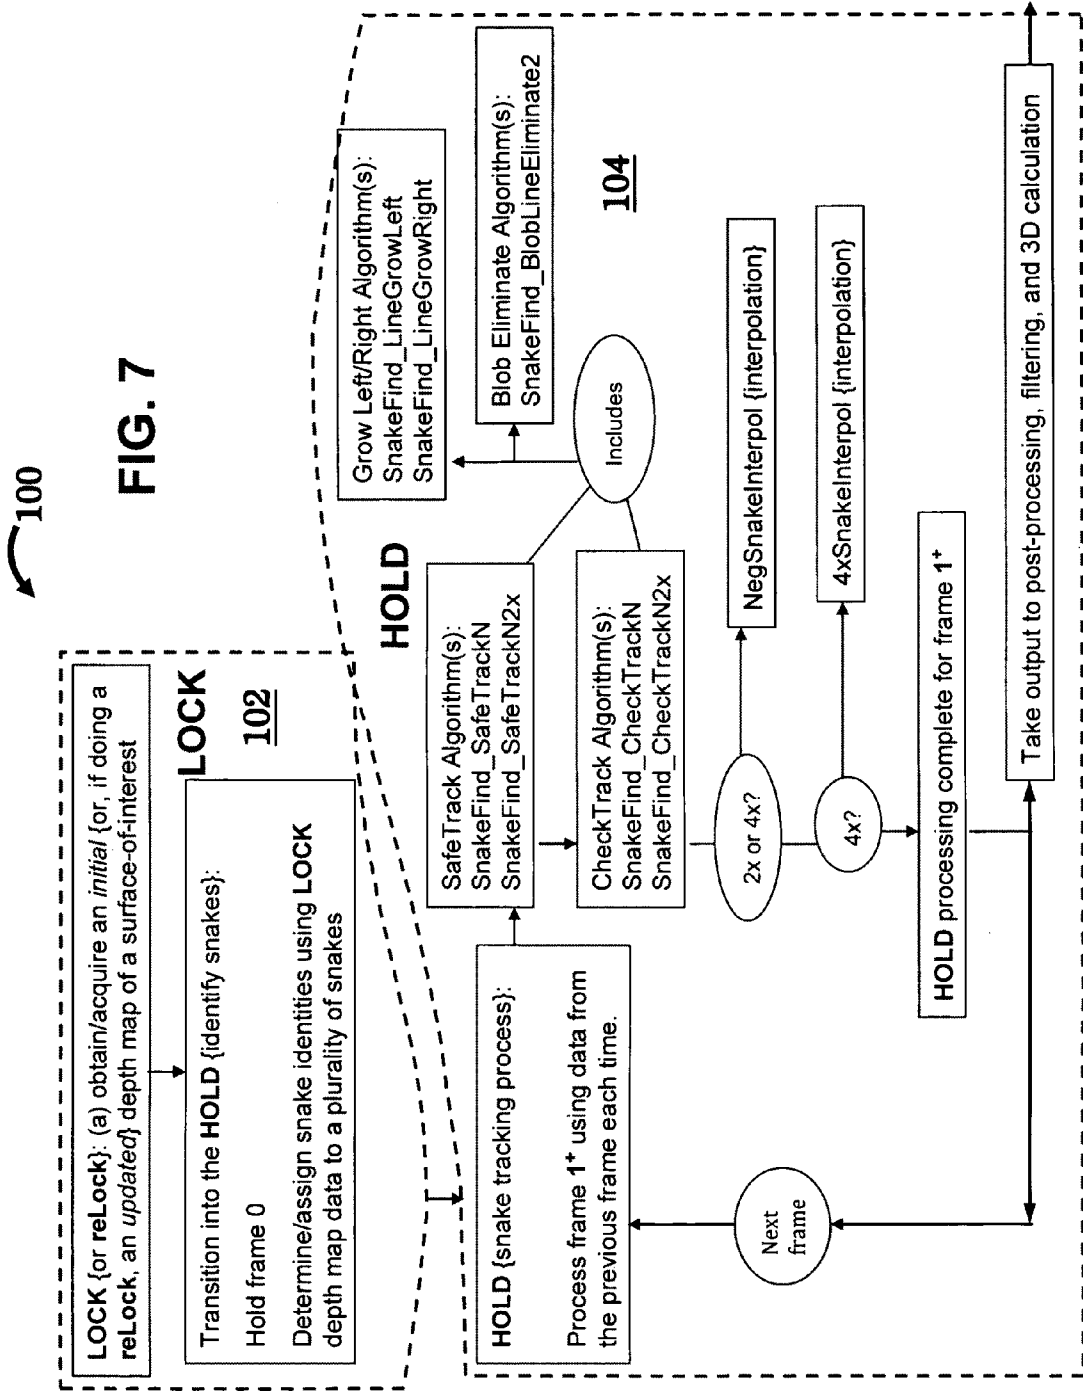 100
FIG. 7
LOCK {or reLock}: (a) obtain/acquire an initial {or, if doing a
reLock, an updated} depth map of a surface-of-interest
LOCK
102
Transition into the HOLD {identify snakes}:
Hold frame 0
Determine/assign snake identities using LOCK
depth map data to a plurality of snakes
HOLD
104
HOLD {snake tracking process}:
Process frame 1+ using data from
the previous frame each time.
SafeTrack Algorithm(s):
SnakeFind_SafeTrackN
SnakeFind_SafeTrackN2x
CheckTrack Algorithm(s):
SnakeFind_CheckTrackN
SnakeFind_CheckTrackN2x
Includes
Grow Left/Right Algorithm(s):
SnakeFind_LineGrowLeft
SnakeFind_LineGrowRight
Blob Eliminate Algorithm(s):
SnakeFind_BlobLineEliminate2
2x or 4x?
NegSnakeInterpol {interpolation}
4x?
4xSnakeInterpol {interpolation}
HOLD processing complete for frame 1+
Next
frame
Take output to post-processing, filtering, and 3D calculation